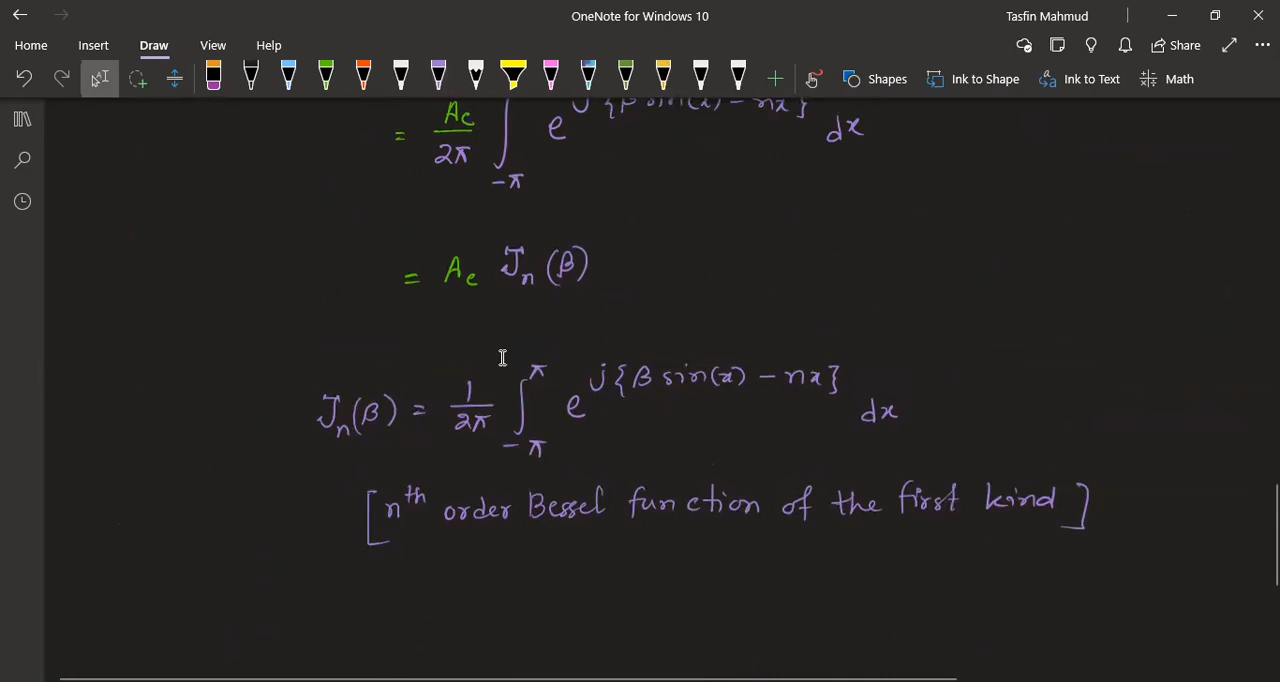 OneNote for Windows 10
Tasfin Mahmud
Home Insert Draw View Help
Share
Shapes Ink to Shape Ink to Text Math
= Ac/2π ∫_{-π} e^{j{β sin(x) - nx}} dx
= Ac Jn(β)
Jn(β) = 1/2π ∫_{-π}^{π} e^{j{β sin(x) - nx}} dx
[nth order Bessel function of the first kind]